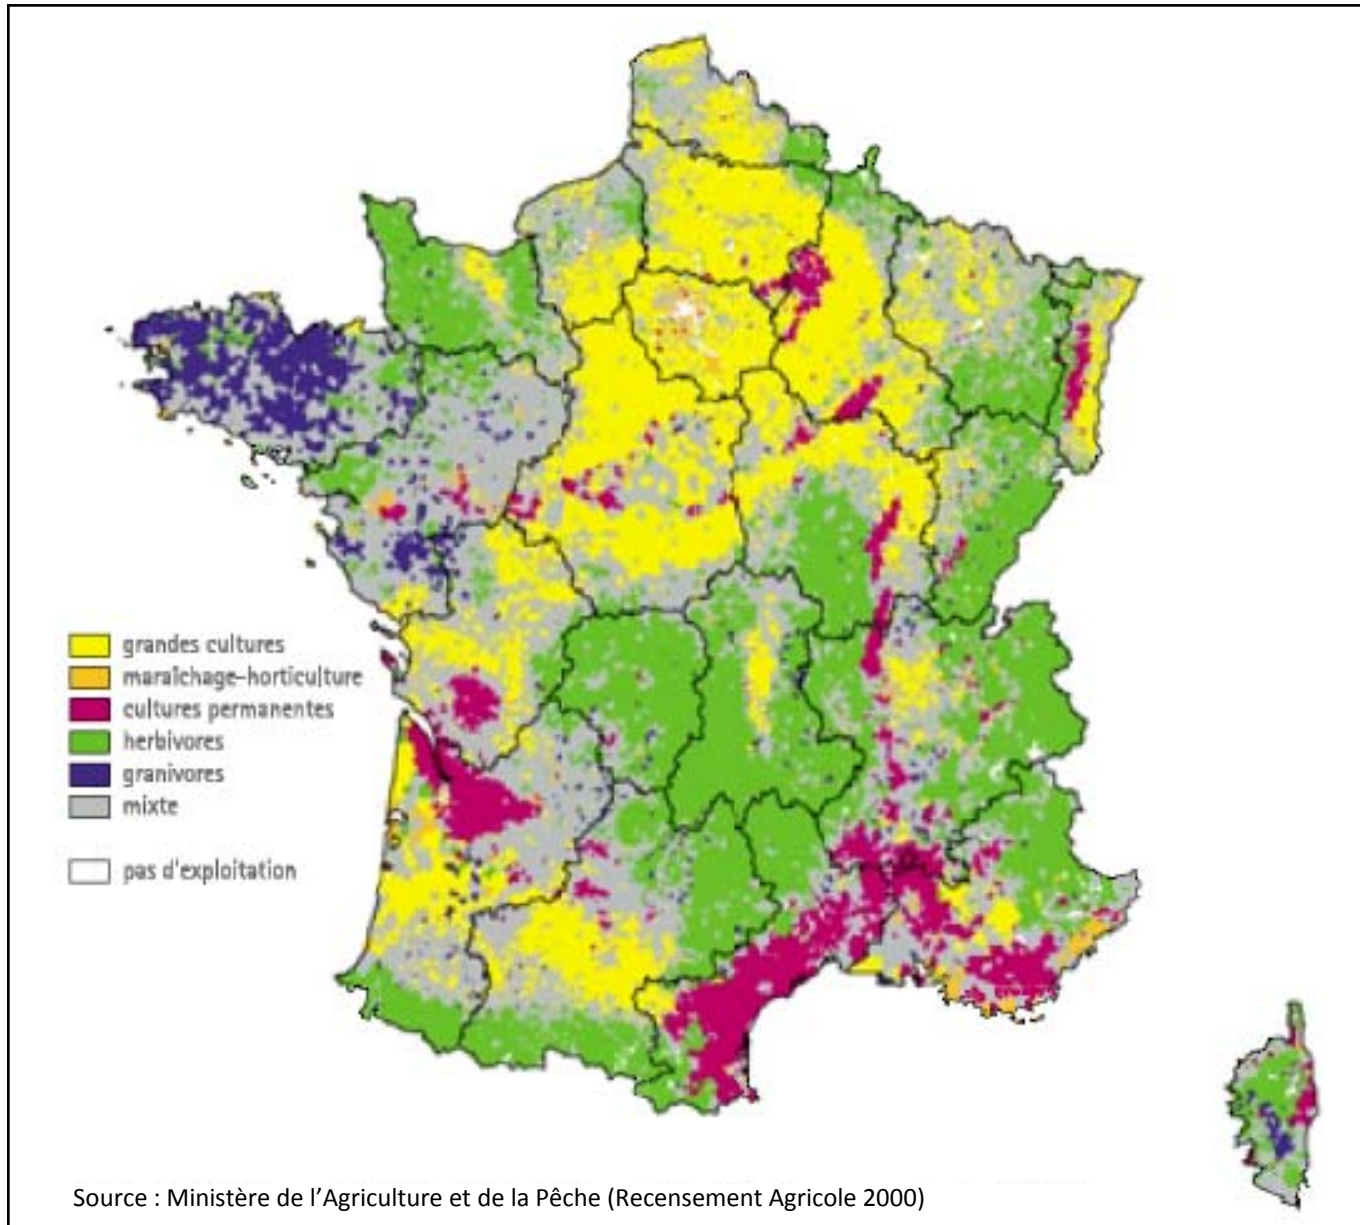 grandes cultures
maraîchage-horticulture
cultures permanentes
herbivores
granivores
mixte
pas d'exploitation
Source : Ministère de l’Agriculture et de la Pêche (Recensement Agricole 2000)